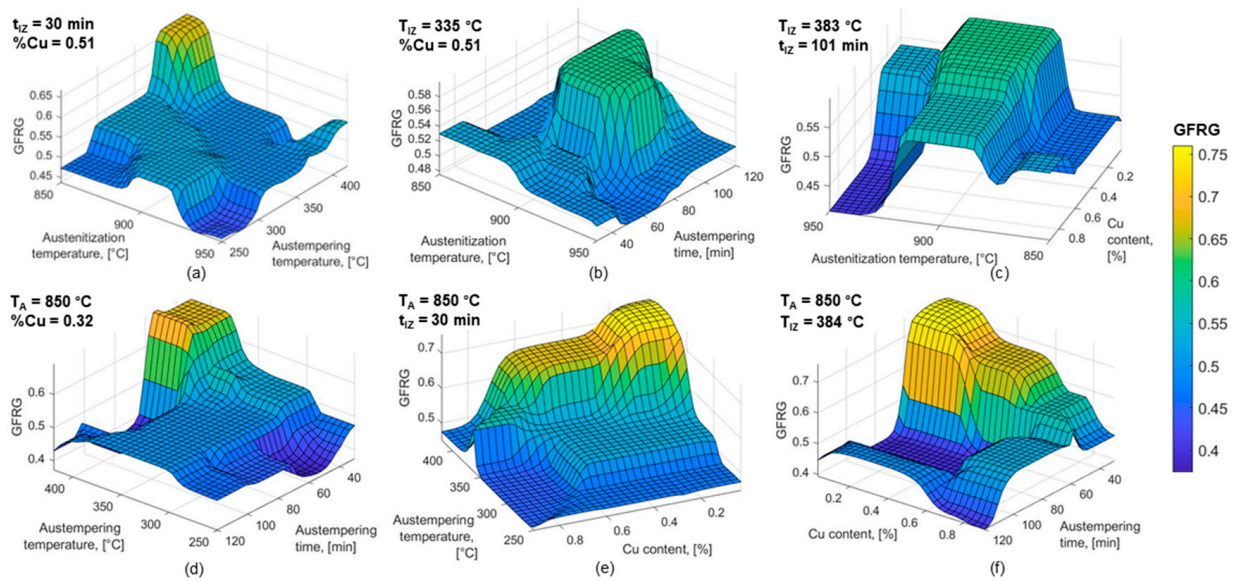 t_IZ = 30 min
%Cu = 0.51
GFRG
0.65
0.6
0.55
0.5
0.45
850
900
950
Austenitization
temperature, [°C]
250
300
350
400
Austempering
temperature, [°C]
(a)
T_IZ = 335 °C
%Cu = 0.51
GFRG
0.58
0.56
0.54
0.52
0.5
0.48
850
900
950
Austenitization
temperature, [°C]
40
60
80
100
120
Austempering
time, [min]
(b)
T_IZ = 383 °C
t_IZ = 101 min
GFRG
0.55
0.5
0.45
950
900
850
Austenitization temperature, [°C]
0.2
0.4
0.6
0.8
Cu
content,
[%]
(c)
GFRG
0.75
0.7
0.65
0.6
0.55
0.5
0.45
0.4
T_A = 850 °C
%Cu = 0.32
GFRG
0.6
0.5
0.4
400
350
300
250
Austempering
temperature, [°C]
120
100
80
60
40
Austempering
time, [min]
(d)
T_A = 850 °C
t_IZ = 30 min
GFRG
0.7
0.6
0.5
400
350
300
250
Austempering
temperature,
[°C]
0.8
0.6
0.4
0.2
Cu content, [%]
(e)
T_A = 850 °C
T_IZ = 384 °C
GFRG
0.7
0.6
0.5
0.4
0.2
0.4
0.6
0.8
Cu content, [%]
120
100
80
60
40
Austempering
time, [min]
(f)